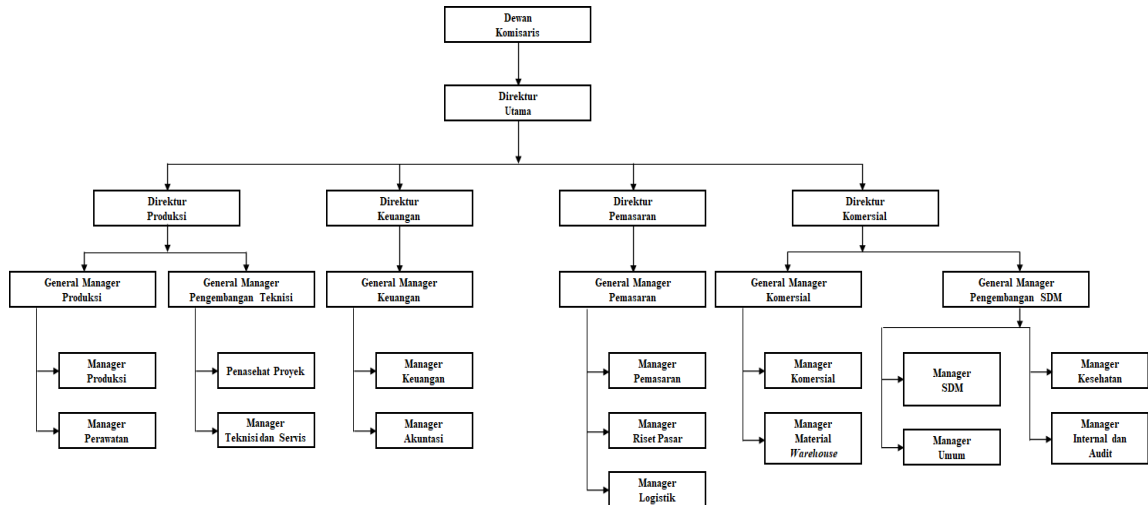 Dewan
Komisaris
Direktur
Utama
Direktur
Produksi
Direktur
Keuangan
Direktur
Pemasaran
Direktur
Komersial
General Manager
Produksi
General Manager
Pengembangan Teknisi
General Manager
Keuangan
General Manager
Pemasaran
General Manager
Komersial
General Manager
Pengembangan SDM
Manager
Produksi
Penasehat Proyek
Manager
Keuangan
Manager
Pemasaran
Manager
Komersial
Manager
SDM
Manager
Kesehatan
Manager
Perawatan
Manager
Teknisi dan Servis
Manager
Akuntasi
Manager
Riset Pasar
Manager
Material
Warehouse
Manager
Umum
Manager
Internal dan
Audit
Manager
Logistik